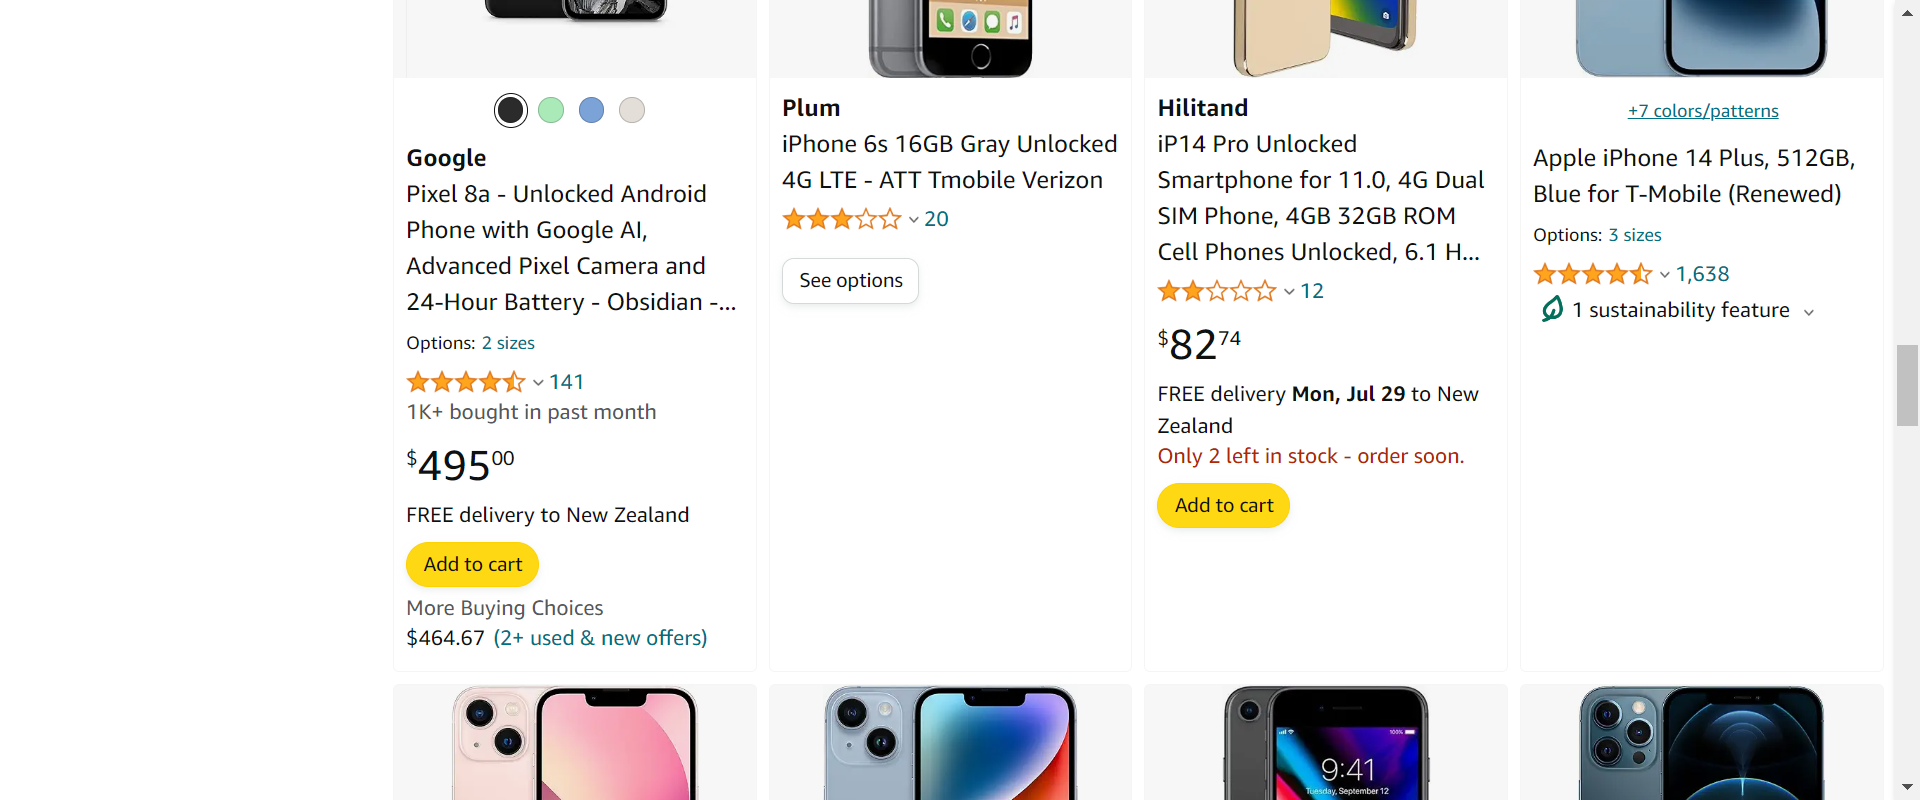 Google
Pixel 8a - Unlocked Android
Phone with Google AI,
Advanced Pixel Camera and
24-Hour Battery - Obsidian -...
Options: 2 sizes
141
1K+ bought in past month
$49500
FREE delivery to New Zealand
Add to cart
More Buying Choices
$464.67 (2+ used & new offers)
Plum
iPhone 6s 16GB Gray Unlocked
4G LTE - ATT Tmobile Verizon
20
See options
Hilitand
iP14 Pro Unlocked
Smartphone for 11.0, 4G Dual
SIM Phone, 4GB 32GB ROM
Cell Phones Unlocked, 6.1 H...
12
$8274
FREE delivery Mon, Jul 29 to New
Zealand
Only 2 left in stock - order soon.
Add to cart
+7 colors/patterns
Apple iPhone 14 Plus, 512GB,
Blue for T-Mobile (Renewed)
Options: 3 sizes
1,638
1 sustainability feature
100%
9:41
Tuesday, September 12